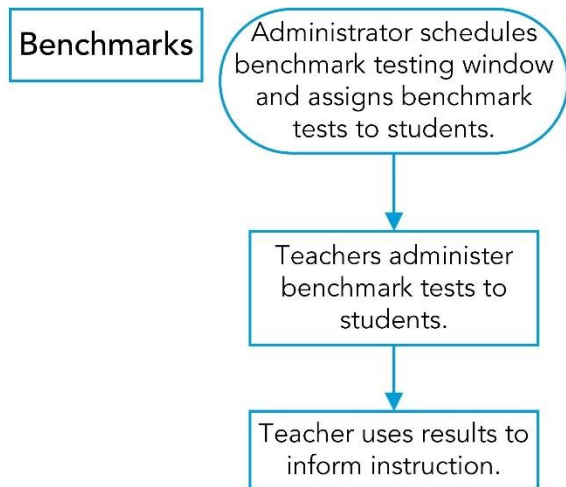 Benchmarks
Administrator schedules
benchmark testing window
and assigns benchmark
tests to students.
Teachers administer
benchmark tests to
students.
Teacher uses results to
inform instruction.